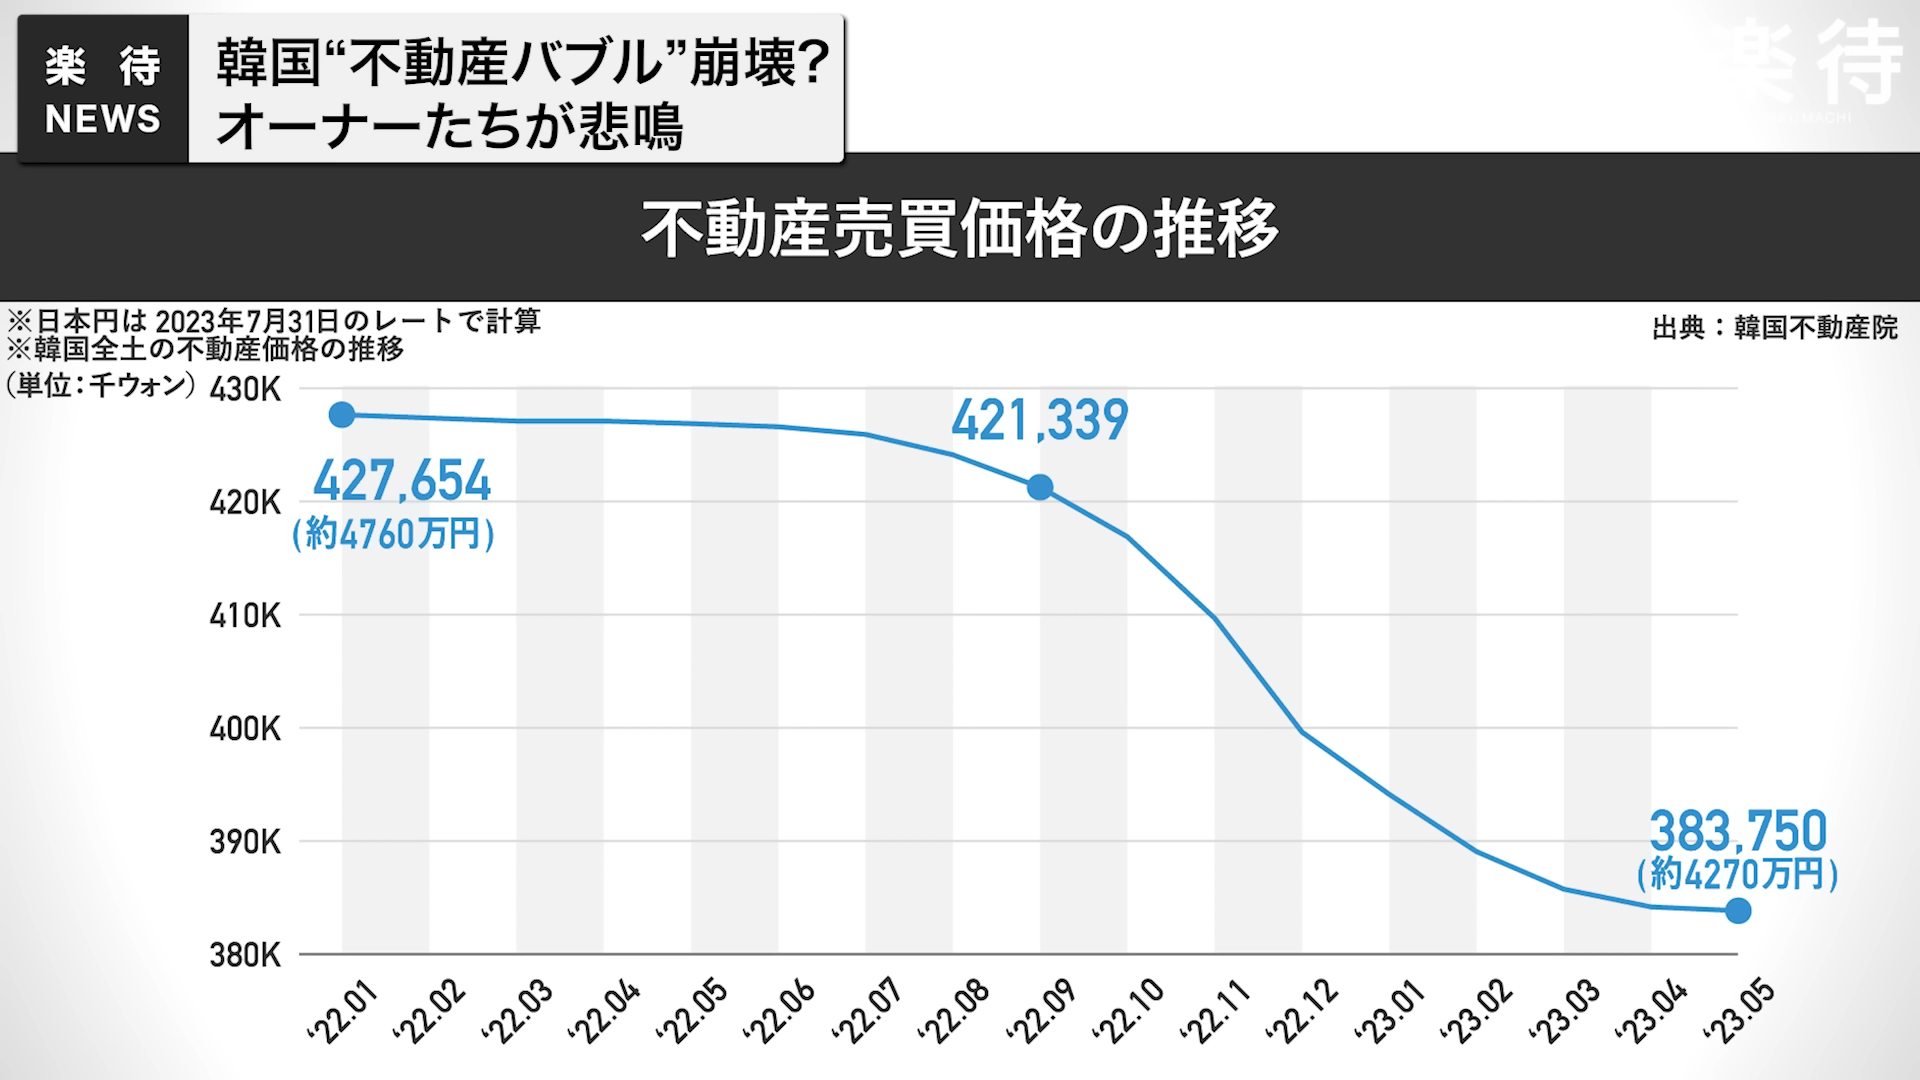 楽待
NEWS
韓国“不動産バブル”崩壊?
オーナーたちが悲鳴
楽待
不動産売買価格の推移
※日本円は 2023年7月31日のレートで計算
※韓国全土の不動産価格の推移
出典：韓国不動産院
（単位：千ウォン）
430K
420K
410K
400K
390K
380K
427,654
(約4760万円)
421,339
383,750
(約4270万円)
‘22.01
‘22.02
‘22.03
‘22.04
‘22.05
‘22.06
‘22.07
‘22.08
‘22.09
‘22.10
‘22.11
‘22.12
‘23.01
‘23.02
‘23.03
‘23.04
‘23.05